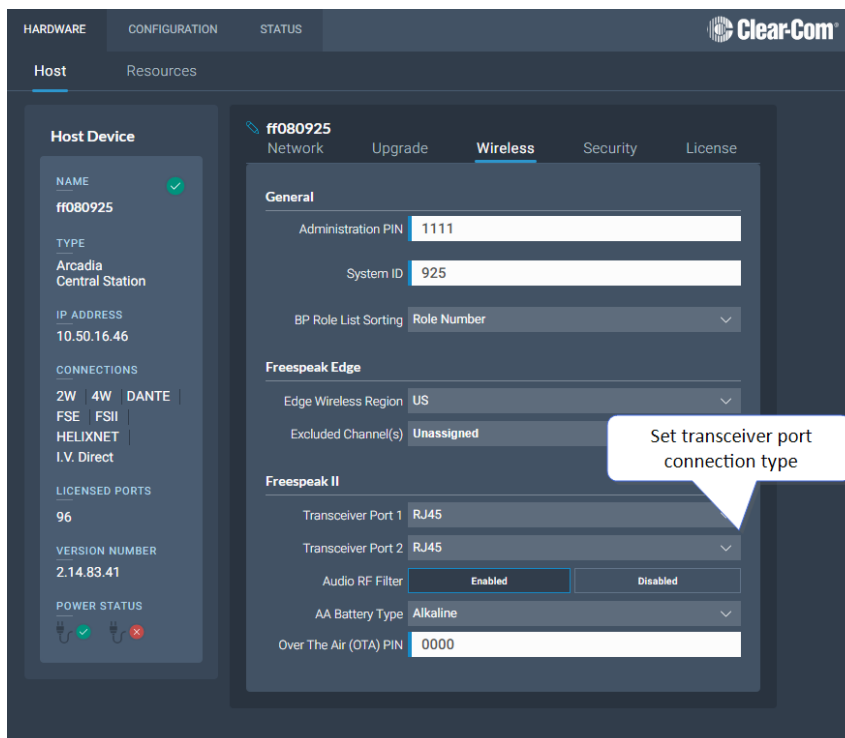 HARDWARE CONFIGURATION STATUS Clear-Com®
Host Resources
Host Device
NAME
ff080925
TYPE
Arcadia
Central Station
IP ADDRESS
10.50.16.46
CONNECTIONS
2W 4W DANTE
FSE FSII
HELIXNET
I.V. Direct
LICENSED PORTS
96
VERSION NUMBER
2.14.83.41
POWER STATUS
ff080925
Network Upgrade Wireless Security License
General
Administration PIN 1111
System ID 925
BP Role List Sorting Role Number
Freespeak Edge
Edge Wireless Region US
Excluded Channel(s) Unassigned
Set transceiver port
connection type
Freespeak II
Transceiver Port 1 RJ45
Transceiver Port 2 RJ45
Audio RF Filter Enabled Disabled
AA Battery Type Alkaline
Over The Air (OTA) PIN 0000